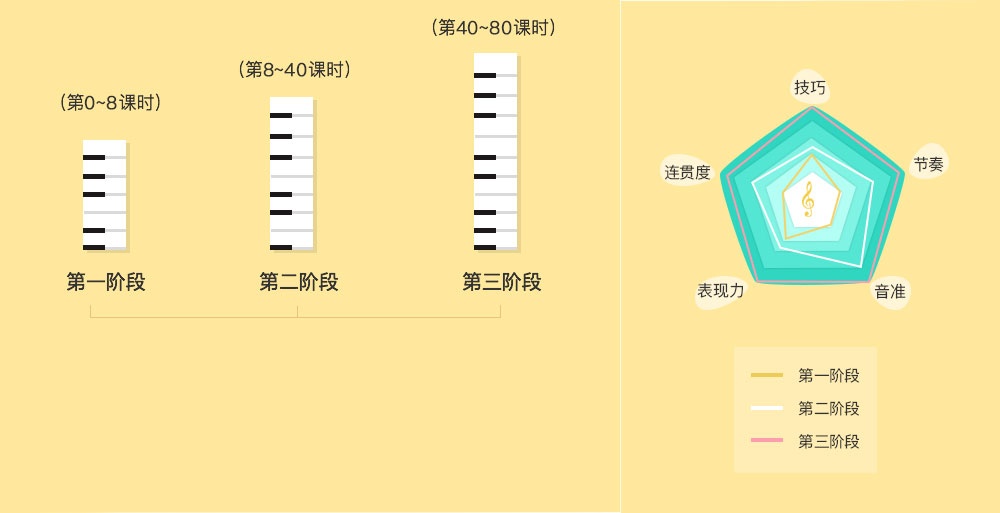 （第0~8课时）
第一阶段
（第8~40课时）
第二阶段
（第40~80课时）
第三阶段
技巧
节奏
音准
表现力
连贯度
第一阶段
第二阶段
第三阶段